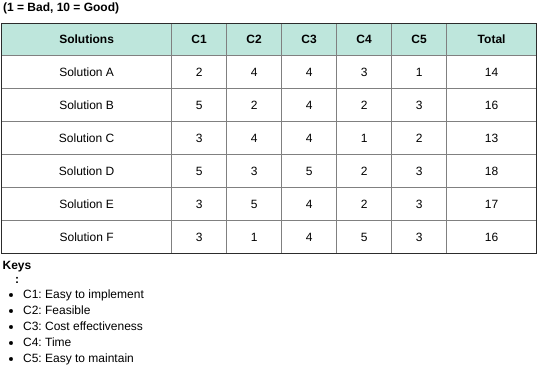 (1 = Bad, 10 = Good)
Solutions C1 C2 C3 C4 C5 Total
Solution A 2 4 4 3 1 14
Solution B 5 2 4 2 3 16
Solution C 3 4 4 1 2 13
Solution D 5 3 5 2 3 18
Solution E 3 5 4 2 3 17
Solution F 3 1 4 5 3 16
Keys
:
• C1: Easy to implement
• C2: Feasible
• C3: Cost effectiveness
• C4: Time
• C5: Easy to maintain